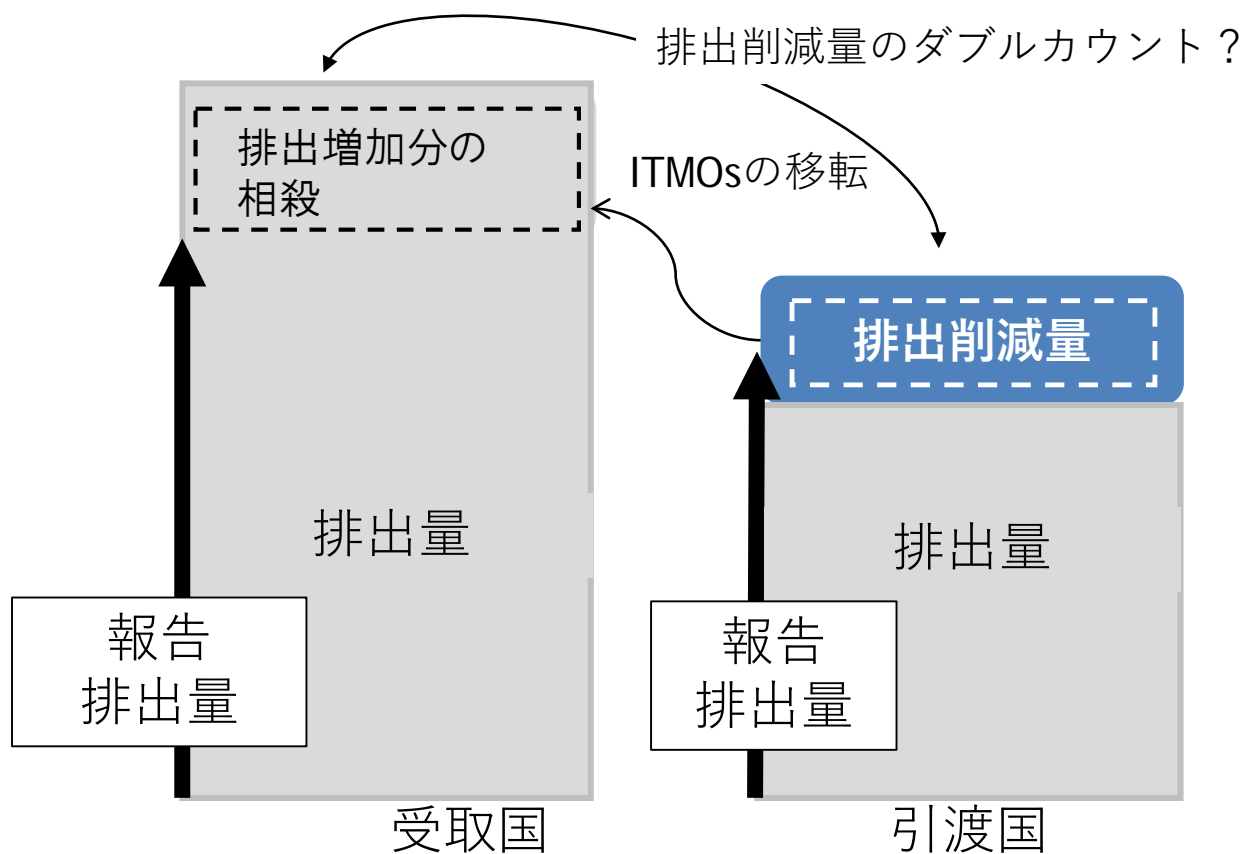 排出削減量のダブルカウント？
排出増加分の
相殺
ITMOsの移転
排出削減量
排出量
排出量
報告
排出量
報告
排出量
受取国
引渡国